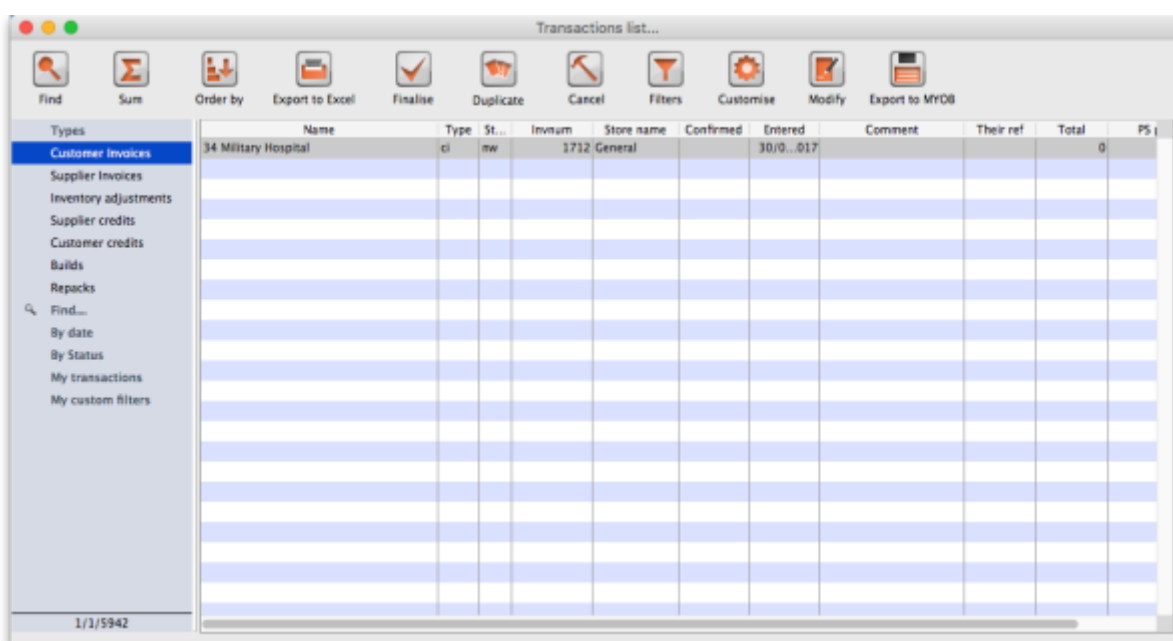 Transactions list...
Find Sum Order by Export to Excel Finalise Duplicate Cancel Filters Customise Modify Export to MYOB
Types
Customer Invoices
Supplier Invoices
Inventory adjustments
Supplier credits
Customer credits
Builds
Repacks
Find...
By date
By Status
My transactions
My custom filters
1/1/5942
Name Type St... Invnum Store name Confirmed Entered Comment Their ref Total PS
34 Military Hospital ci nw 1712 General 30/0...017 0